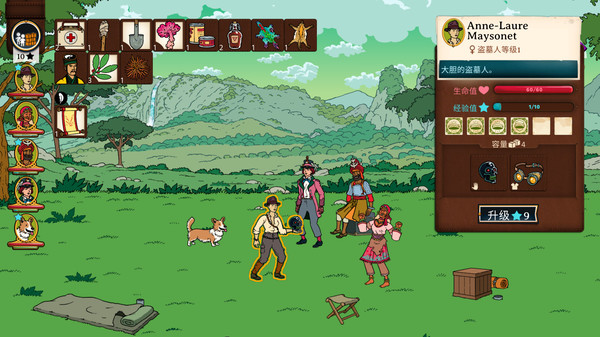 10
Anne-Laure
Maysonet
盗墓人等级1
大胆的盗墓人。
生命值 60/60
经验值 1/10
容量 4
升级 9